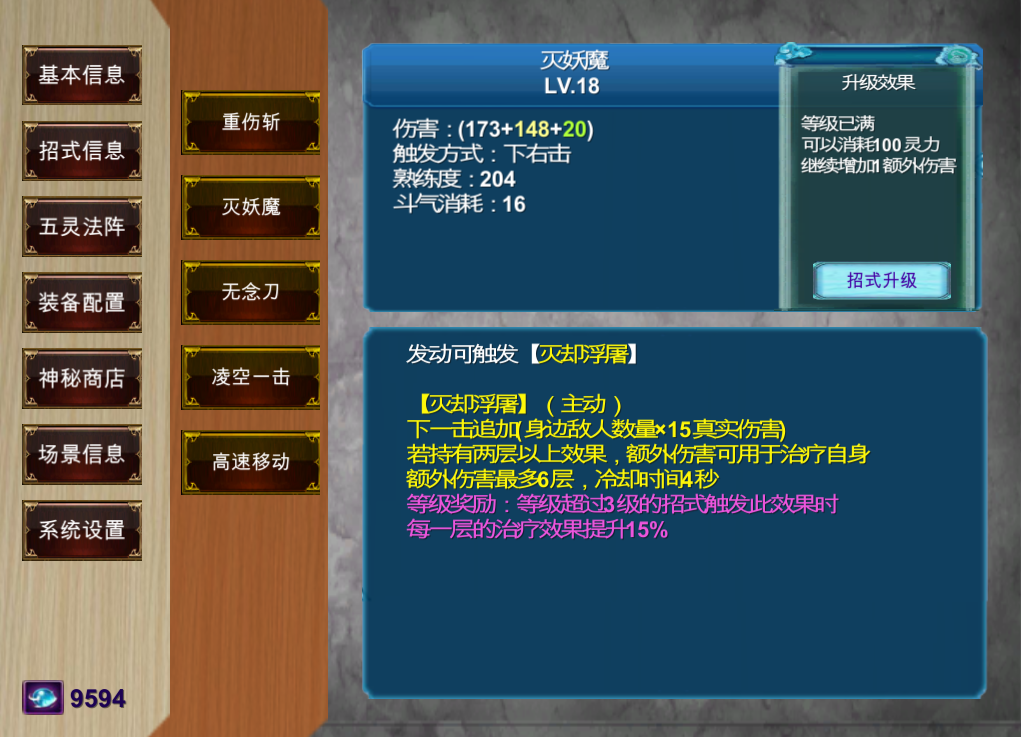 基本信息
招式信息
五灵法阵
装备配置
神秘商店
场景信息
系统设置
9594
重伤斩
灭妖魔
无念刀
凌空一击
高速移动
灭妖魔
LV.18
伤害：(173+148+20)
触发方式：下右击
熟练度：204
斗气消耗：16
升级效果
等级已满
可以消耗100灵力
继续增加1额外伤害
招式升级
发动可触发【灭却浮屠】
【灭却浮屠】（主动）
下一击追加(身边敌人数量×15真实伤害)
若持有两层以上效果，额外伤害可用于治疗自身
额外伤害最多6层，冷却时间4秒
等级奖励：等级超过3级的招式触发此效果时
每一层的治疗效果提升15%